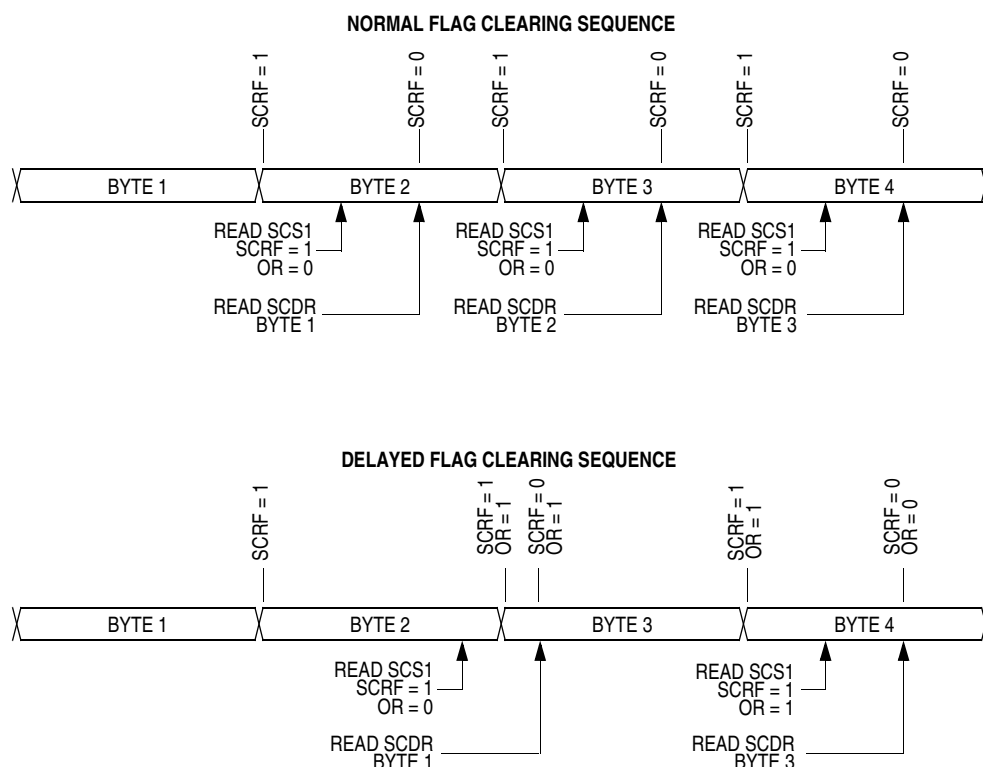 NORMAL FLAG CLEARING SEQUENCE
SCRF = 1
SCRF = 0
SCRF = 1
SCRF = 0
SCRF = 1
SCRF = 0
BYTE 1
BYTE 2
BYTE 3
BYTE 4
READ SCS1
SCRF = 1
OR = 0
READ SCS1
SCRF = 1
OR = 0
READ SCS1
SCRF = 1
OR = 0
READ SCDR
BYTE 1
READ SCDR
BYTE 2
READ SCDR
BYTE 3
DELAYED FLAG CLEARING SEQUENCE
SCRF = 1
SCRF = 1
OR = 1
SCRF = 0
OR = 1
SCRF = 1
OR = 1
SCRF = 0
OR = 0
BYTE 1
BYTE 2
BYTE 3
BYTE 4
READ SCS1
SCRF = 1
OR = 0
READ SCS1
SCRF = 1
OR = 1
READ SCDR
BYTE 1
READ SCDR
BYTE 3